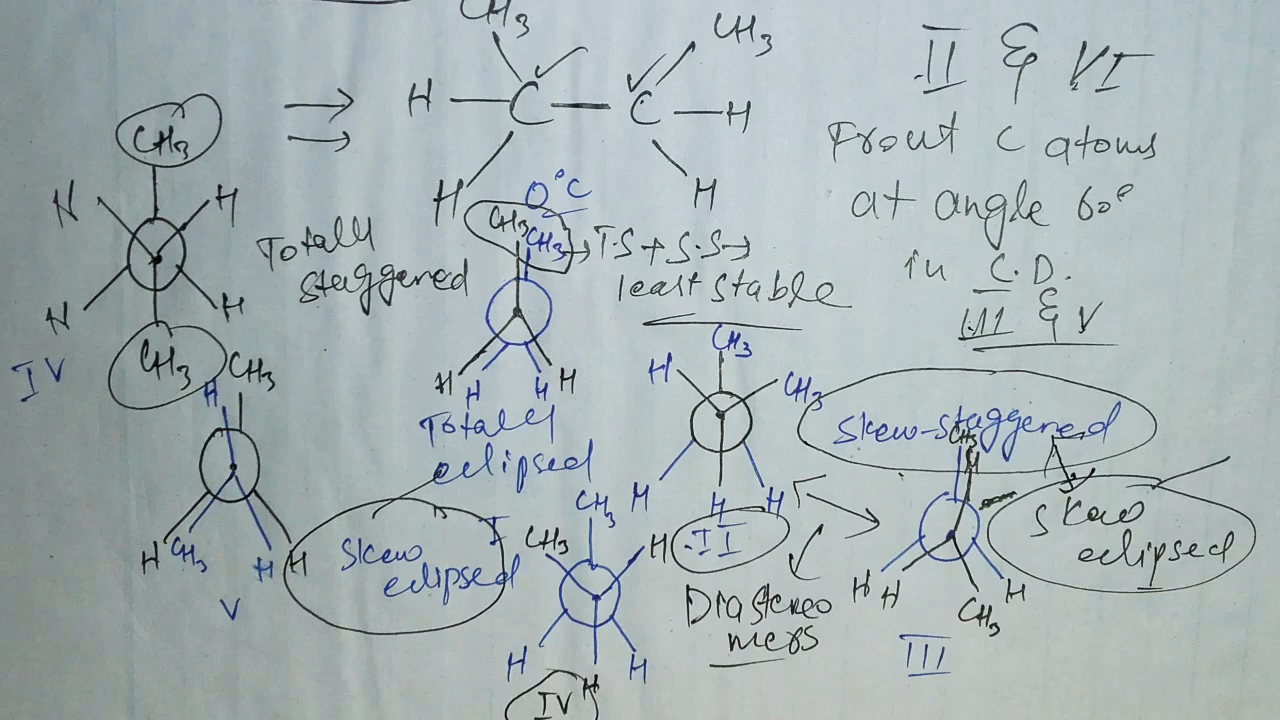 CH3 CH3
H C C H
H H
II & VI
Front C atoms
at angle 60°
in C.D.
III & V
CH3
H H
H H
CH3
IV
Totally
staggered
0°C
CH3 CH3 → T.S + S.S →
least stable
H H H H
Totally
eclipsed
I
CH3
H CH3
H H H
II
Skew-staggered
Skew
eclipsed
CH3
H
H H CH3 H
III
Diastereo
mers
CH3
H
H CH3 H H
V
Skew
eclipsed
CH3
CH3 H
H H H
IV